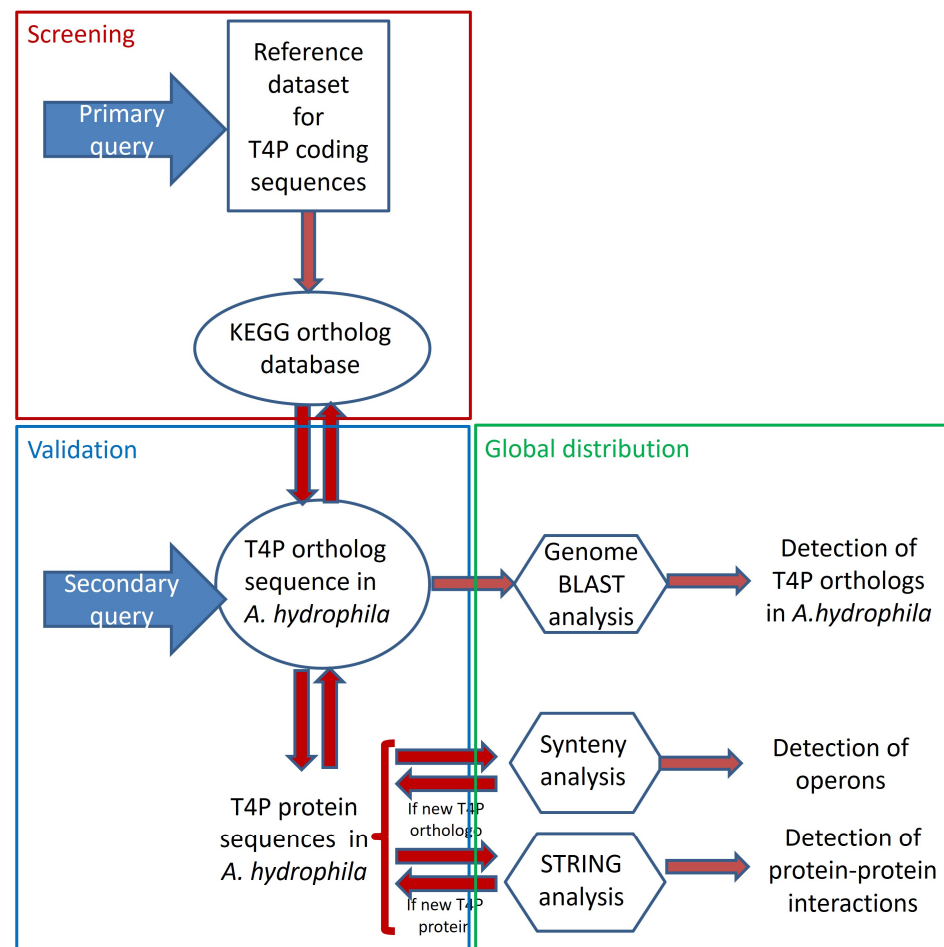 Screening
Primary
query
Reference
dataset
for
T4P coding
sequences
KEGG ortholog
database
Validation
Secondary
query
T4P ortholog
sequence in
A. hydrophila
T4P protein
sequences in
A. hydrophila
If new T4P
orthologo
If new T4P
protein
Global distribution
Genome
BLAST
analysis
Detection of
T4P orthologs
in A.hydrophila
Synteny
analysis
Detection of
operons
STRING
analysis
Detection of
protein-protein
interactions